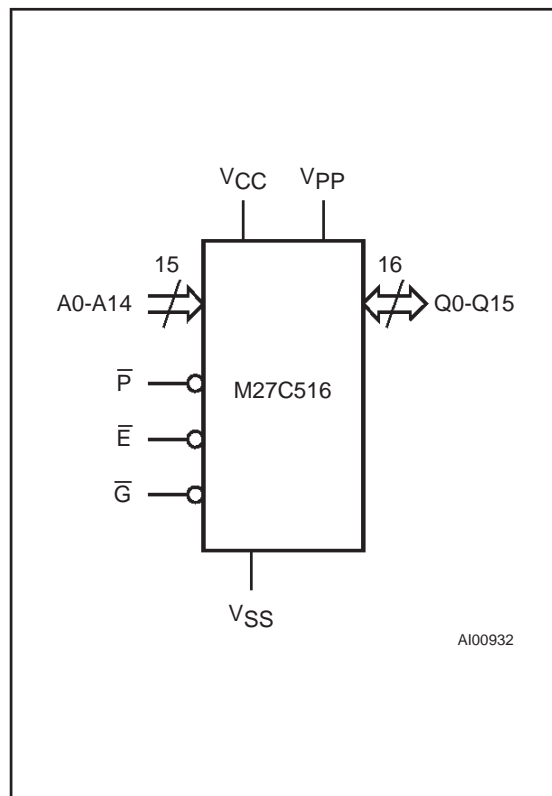 VCC VPP
15 16
A0-A14 Q0-Q15
P̅ M27C516
E̅
G̅
VSS
AI00932